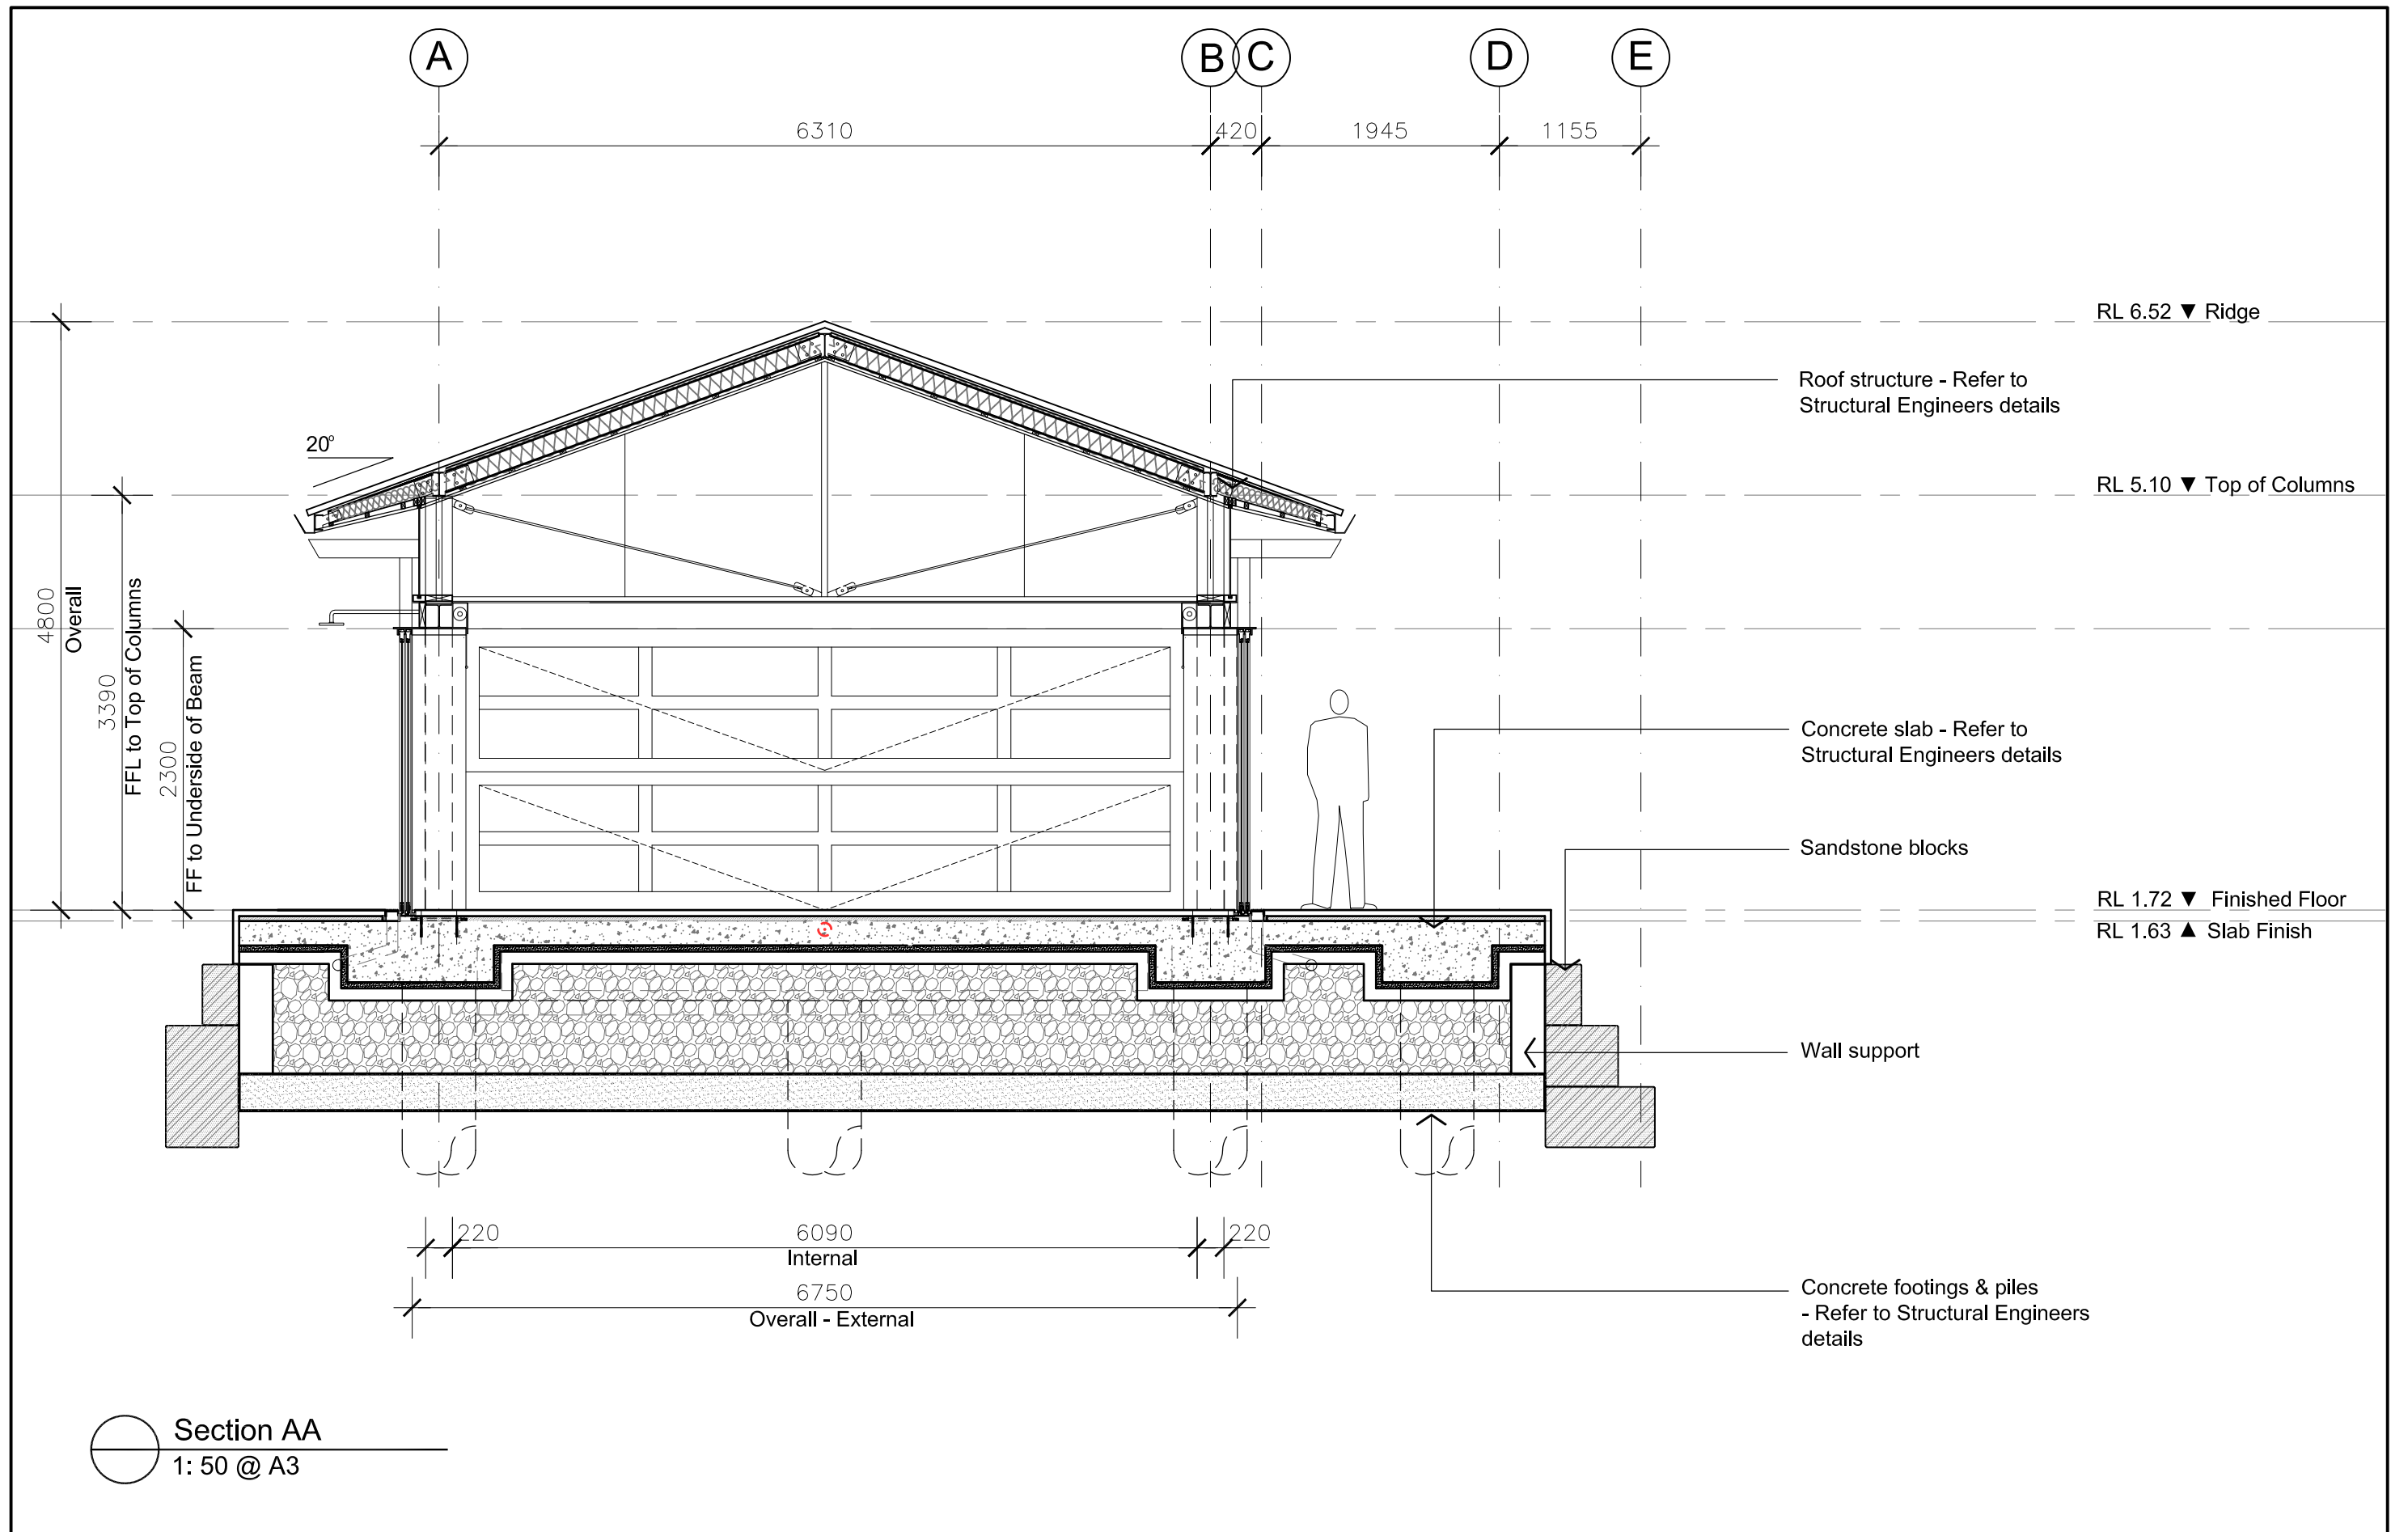 A
B
C
D
E
6310
420
1945
1155
RL 6.52 ▼ Ridge
Roof structure - Refer to
Structural Engineers details
20°
RL 5.10 ▼ Top of Columns
4800
Overall
3390
FFL to Top of Columns
2300
FF to Underside of Beam
Concrete slab - Refer to
Structural Engineers details
Sandstone blocks
RL 1.72 ▼ Finished Floor
RL 1.63 ▲ Slab Finish
Wall support
220
6090
220
Internal
6750
Overall - External
Concrete footings & piles
- Refer to Structural Engineers
details
Section AA
1: 50 @ A3